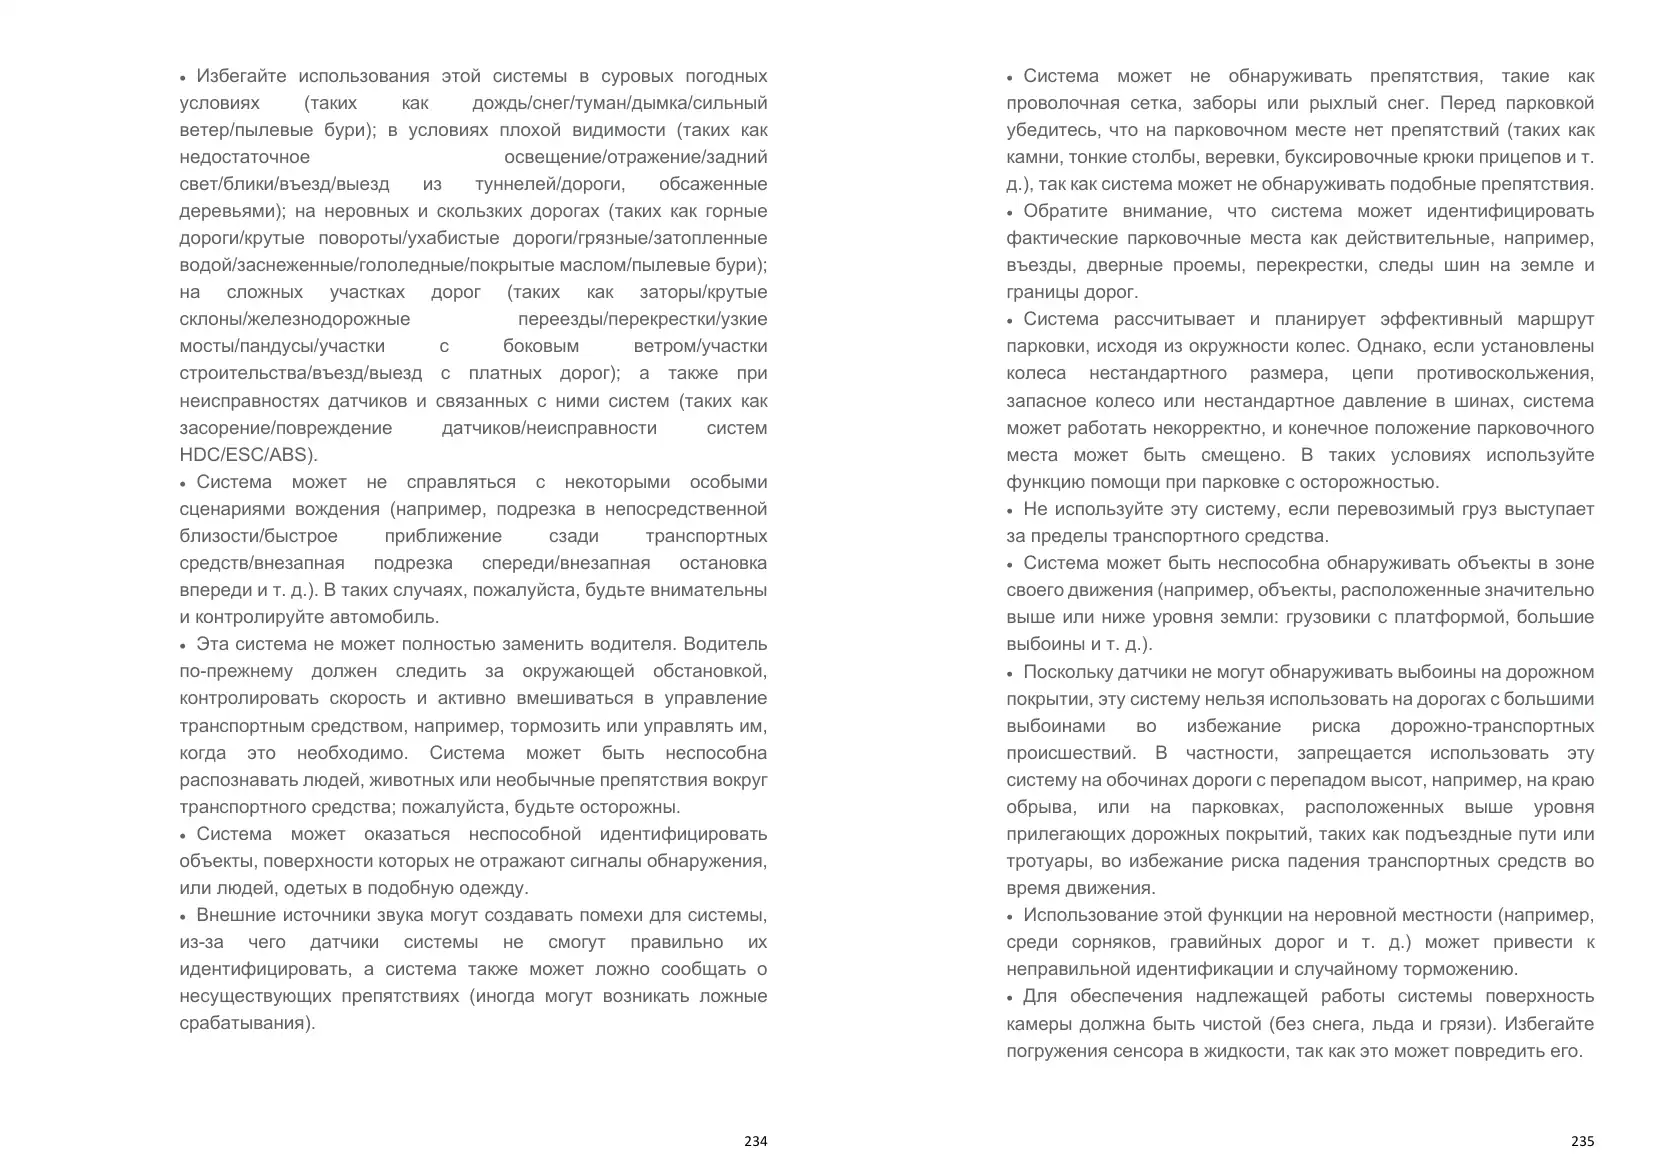 • Избегайте использования этой системы в суровых погодных
условиях (таких как дождь/снег/туман/дымка/сильный
ветер/пылевые бури); в условиях плохой видимости (таких как
недостаточное освещение/отражение/задний
свет/блики/въезд/выезд из туннелей/дороги, обсаженные
деревьями); на неровных и скользких дорогах (таких как горные
дороги/крутые повороты/ухабистые дороги/грязные/затопленные
водой/заснеженные/гололедные/покрытые маслом/пылевые бури);
на сложных участках дорог (таких как заторы/крутые
склоны/железнодорожные переезды/перекрестки/узкие
мосты/пандусы/участки с боковым ветром/участки
строительства/въезд/выезд с платных дорог); а также при
неисправностях датчиков и связанных с ними систем (таких как
засорение/повреждение датчиков/неисправности систем
HDC/ESC/ABS).
• Система может не справляться с некоторыми особыми
сценариями вождения (например, подрезка в непосредственной
близости/быстрое приближение сзади транспортных
средств/внезапная подрезка спереди/внезапная остановка
впереди и т. д.). В таких случаях, пожалуйста, будьте внимательны
и контролируйте автомобиль.
• Эта система не может полностью заменить водителя. Водитель
по-прежнему должен следить за окружающей обстановкой,
контролировать скорость и активно вмешиваться в управление
транспортным средством, например, тормозить или управлять им,
когда это необходимо. Система может быть неспособна
распознавать людей, животных или необычные препятствия вокруг
транспортного средства; пожалуйста, будьте осторожны.
• Система может оказаться неспособной идентифицировать
объекты, поверхности которых не отражают сигналы обнаружения,
или людей, одетых в подобную одежду.
• Внешние источники звука могут создавать помехи для системы,
из-за чего датчики системы не смогут правильно их
идентифицировать, а система также может ложно сообщать о
несуществующих препятствиях (иногда могут возникать ложные
срабатывания).
234
• Система может не обнаруживать препятствия, такие как
проволочная сетка, заборы или рыхлый снег. Перед парковкой
убедитесь, что на парковочном месте нет препятствий (таких как
камни, тонкие столбы, веревки, буксировочные крюки прицепов и т.
д.), так как система может не обнаруживать подобные препятствия.
• Обратите внимание, что система может идентифицировать
фактические парковочные места как действительные, например,
въезды, дверные проемы, перекрестки, следы шин на земле и
границы дорог.
• Система рассчитывает и планирует эффективный маршрут
парковки, исходя из окружности колес. Однако, если установлены
колеса нестандартного размера, цепи противоскольжения,
запасное колесо или нестандартное давление в шинах, система
может работать некорректно, и конечное положение парковочного
места может быть смещено. В таких условиях используйте
функцию помощи при парковке с осторожностью.
• Не используйте эту систему, если перевозимый груз выступает
за пределы транспортного средства.
• Система может быть неспособна обнаруживать объекты в зоне
своего движения (например, объекты, расположенные значительно
выше или ниже уровня земли: грузовики с платформой, большие
выбоины и т. д.).
• Поскольку датчики не могут обнаруживать выбоины на дорожном
покрытии, эту систему нельзя использовать на дорогах с большими
выбоинами во избежание риска дорожно-транспортных
происшествий. В частности, запрещается использовать эту
систему на обочинах дороги с перепадом высот, например, на краю
обрыва, или на парковках, расположенных выше уровня
прилегающих дорожных покрытий, таких как подъездные пути или
тротуары, во избежание риска падения транспортных средств во
время движения.
• Использование этой функции на неровной местности (например,
среди сорняков, гравийных дорог и т. д.) может привести к
неправильной идентификации и случайному торможению.
• Для обеспечения надлежащей работы системы поверхность
камеры должна быть чистой (без снега, льда и грязи). Избегайте
погружения сенсора в жидкости, так как это может повредить его.
235